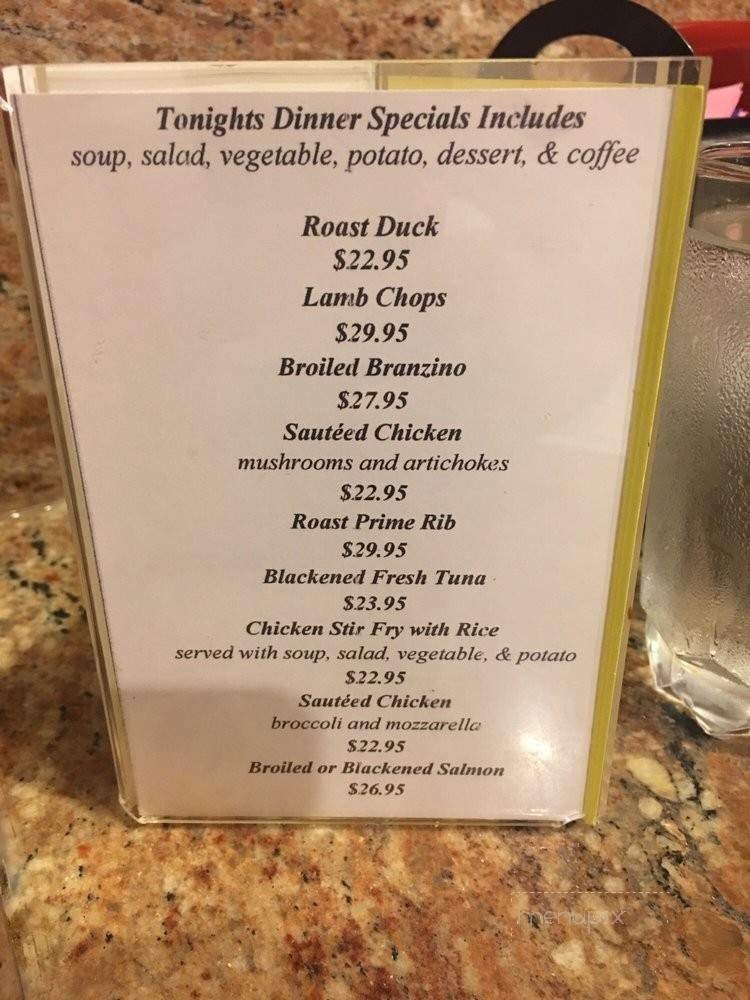 Tonights Dinner Specials Includes
soup, salad, vegetable, potato, dessert, & coffee
Roast Duck
$22.95
Lamb Chops
$29.95
Broiled Branzino
$27.95
Sautéed Chicken
mushrooms and artichokes
$22.95
Roast Prime Rib
$29.95
Blackened Fresh Tuna
$23.95
Chicken Stir Fry with Rice
served with soup, salad, vegetable, & potato
$22.95
Sautéed Chicken
broccoli and mozzarella
$22.95
Broiled or Blackened Salmon
$26.95
menupix